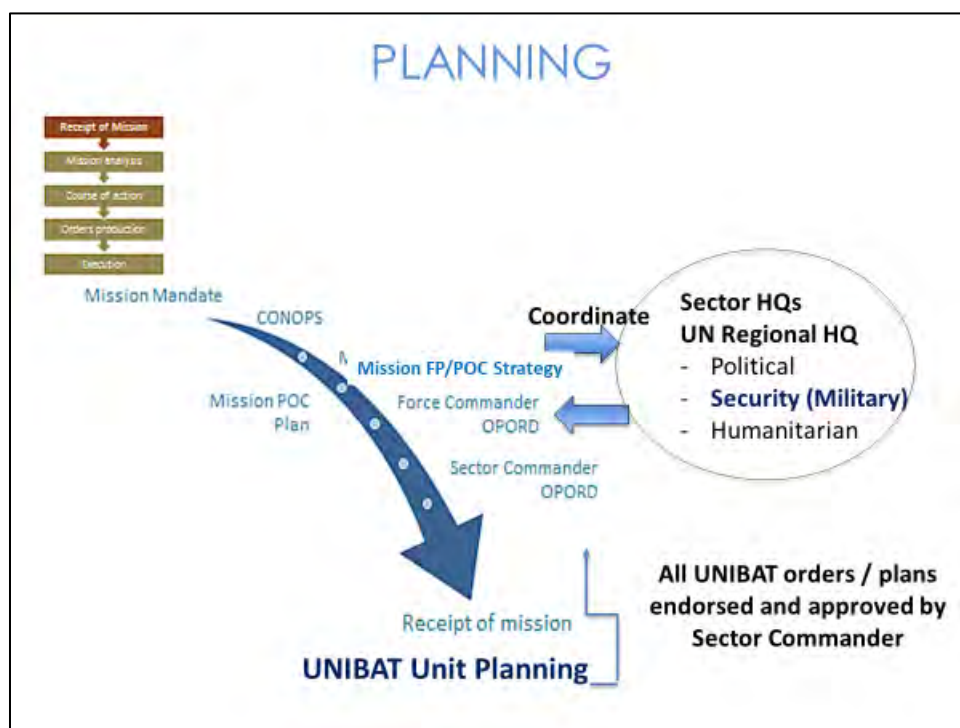 PLANNING
Receipt of Mission
Mission analysis
Course of action
Orders production
Execution
Mission Mandate
CONOPS
Mission FP/POC Strategy
Mission POC
Plan
Force Commander
OPORD
Sector Commander
OPORD
Receipt of mission
UNIBAT Unit Planning
Coordinate
Sector HQs
UN Regional HQ
- Political
- Security (Military)
- Humanitarian
All UNIBAT orders / plans
endorsed and approved by
Sector Commander